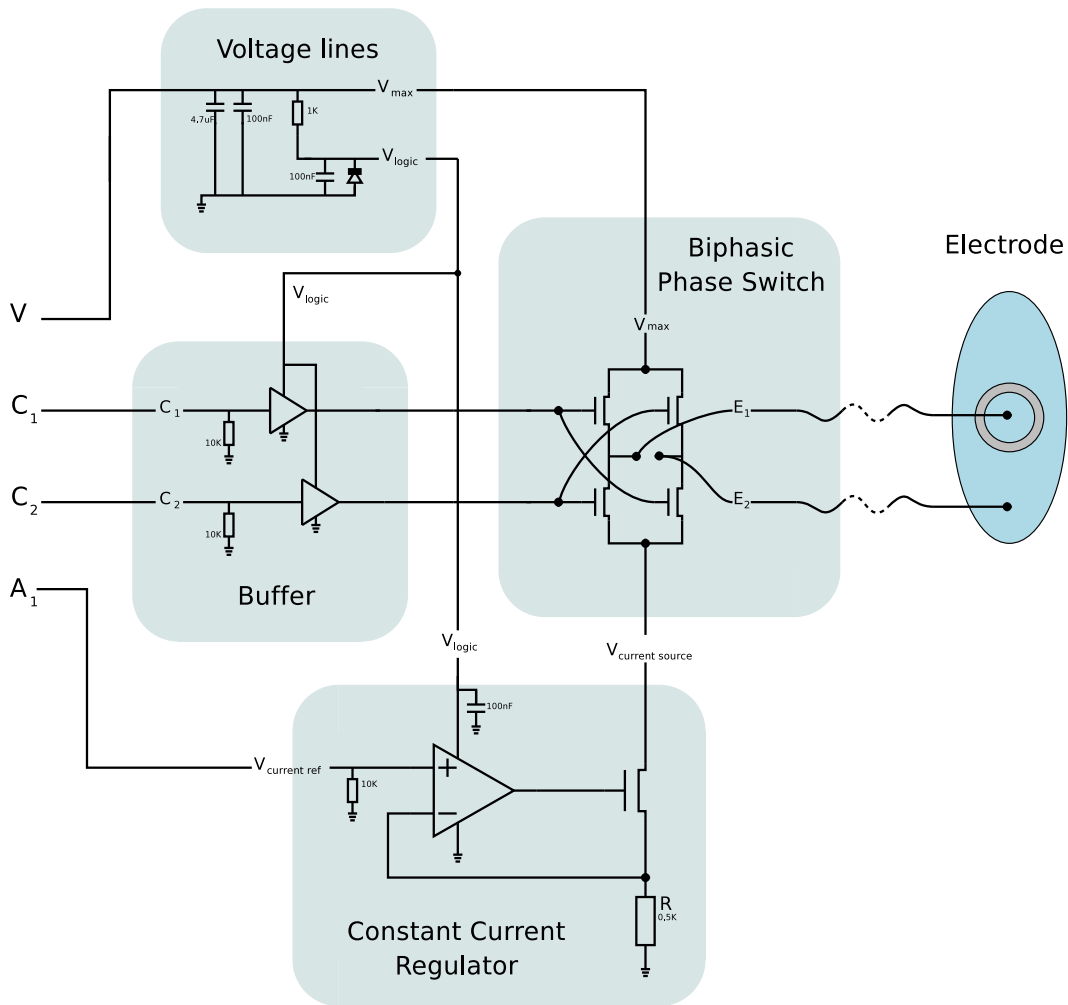 Voltage lines
V max
4,7uF
100nF
1K
V logic
100nF
Biphasic
Phase Switch
Electrode
V logic
V
V max
C 1
C 1
E 1
10K
C 2
C 2
E 2
10K
A 1
Buffer
V logic
V current source
100nF
V current ref
+
10K
−
R
0,5K
Constant Current
Regulator